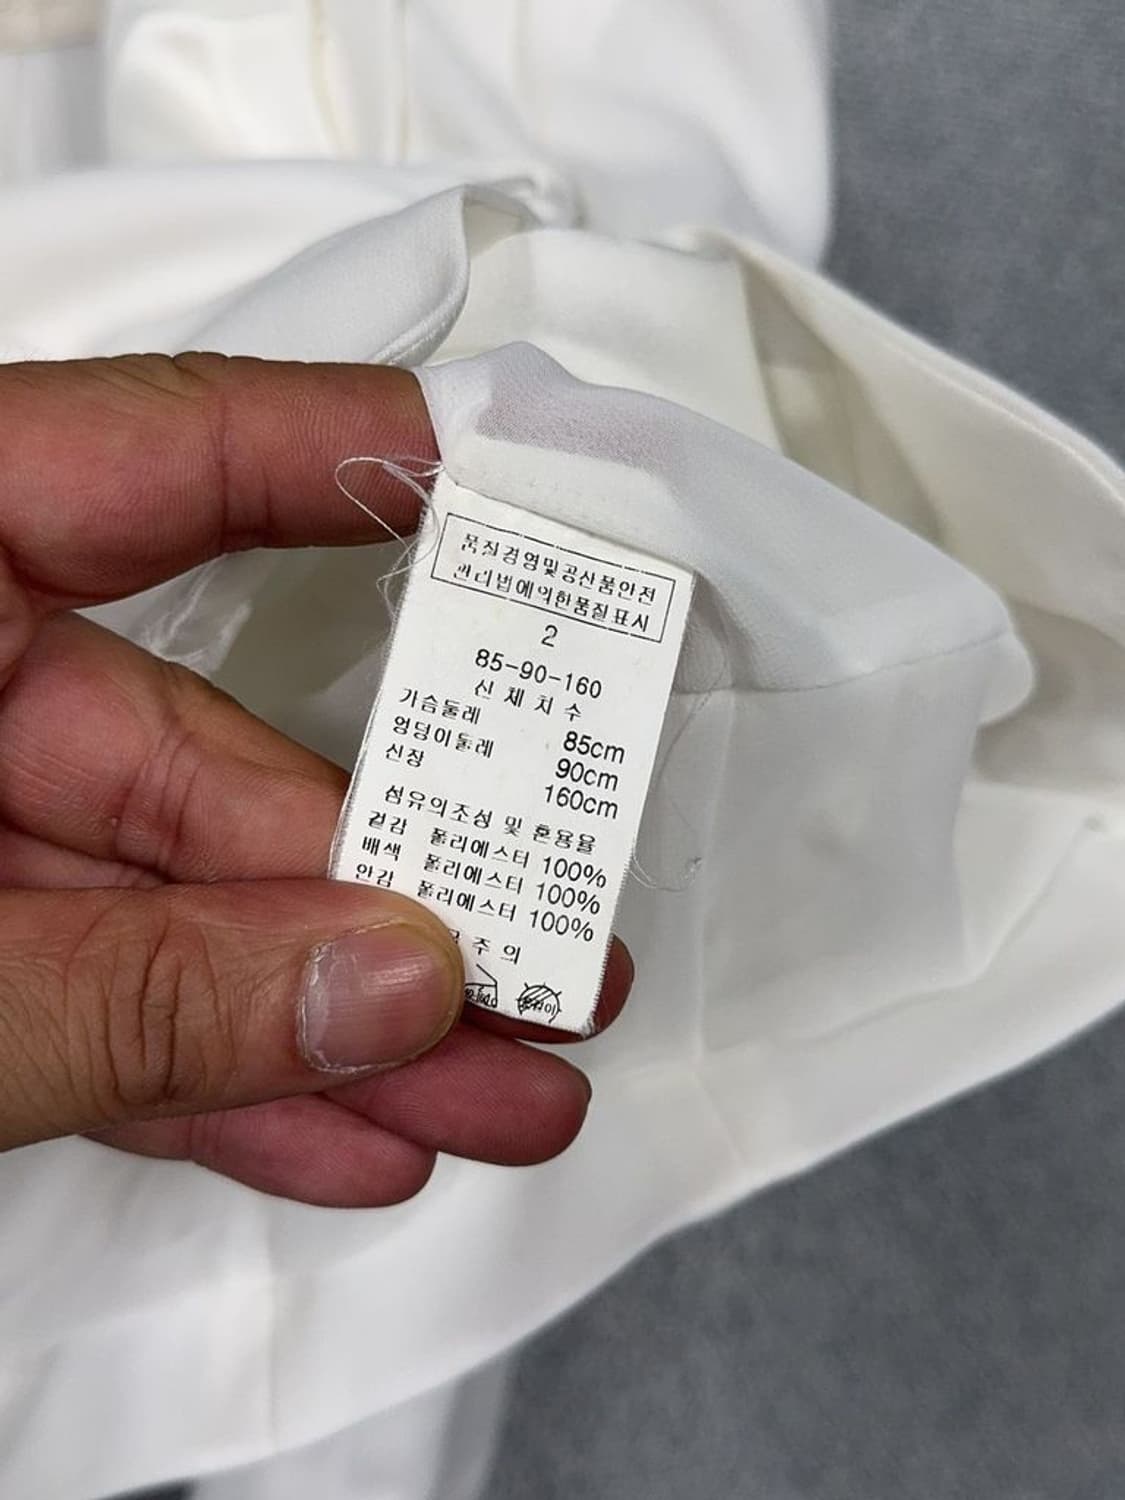 품질경영및공산품안전
관리법에의한품질표시
2
85-90-160
신 체 치 수
가슴둘레 85cm
엉덩이둘레 90cm
신장 160cm
섬유의조성 및 혼용율
겉감 폴리에스터 100%
배색 폴리에스터 100%
안감 폴리에스터 100%
주 의